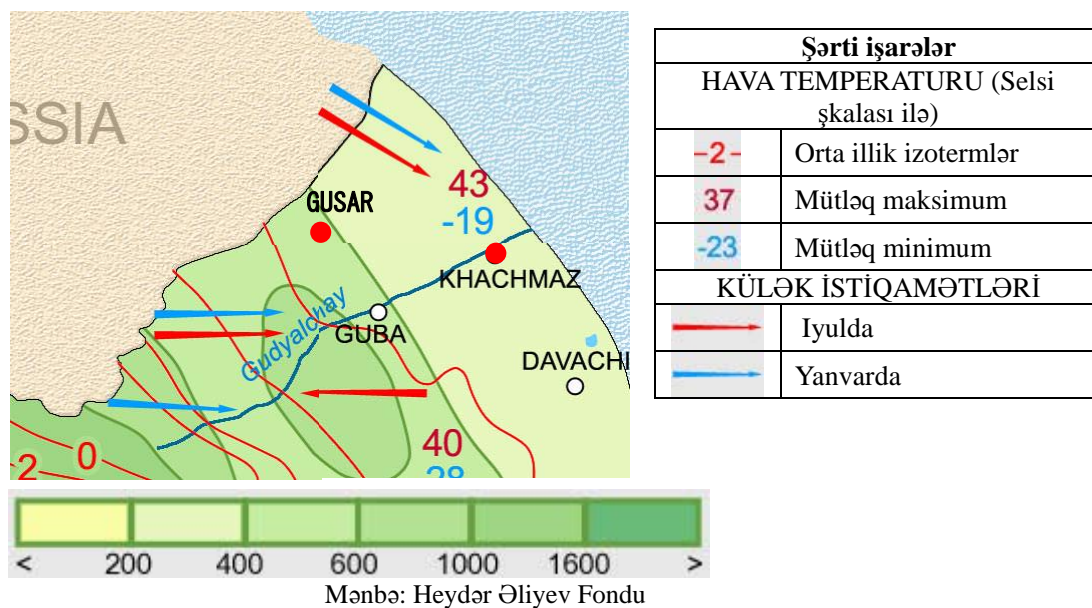 SSIA
43
-19
GUSAR
KHACHMAZ
Gudyalchay
GUBA
DAVACHI
40
-28
0
2
Şərti işarələr
HAVA TEMPERATURU (Selsi
şkalası ilə)
-2-
Orta illik izotermlər
37
Mütləq maksimum
-23
Mütləq minimum
KÜLƏK İSTİQAMƏTLƏRİ
Iyulda
Yanvarda
< 200 400 600 1000 1600 >
Mənbə: Heydər Əliyev Fondu